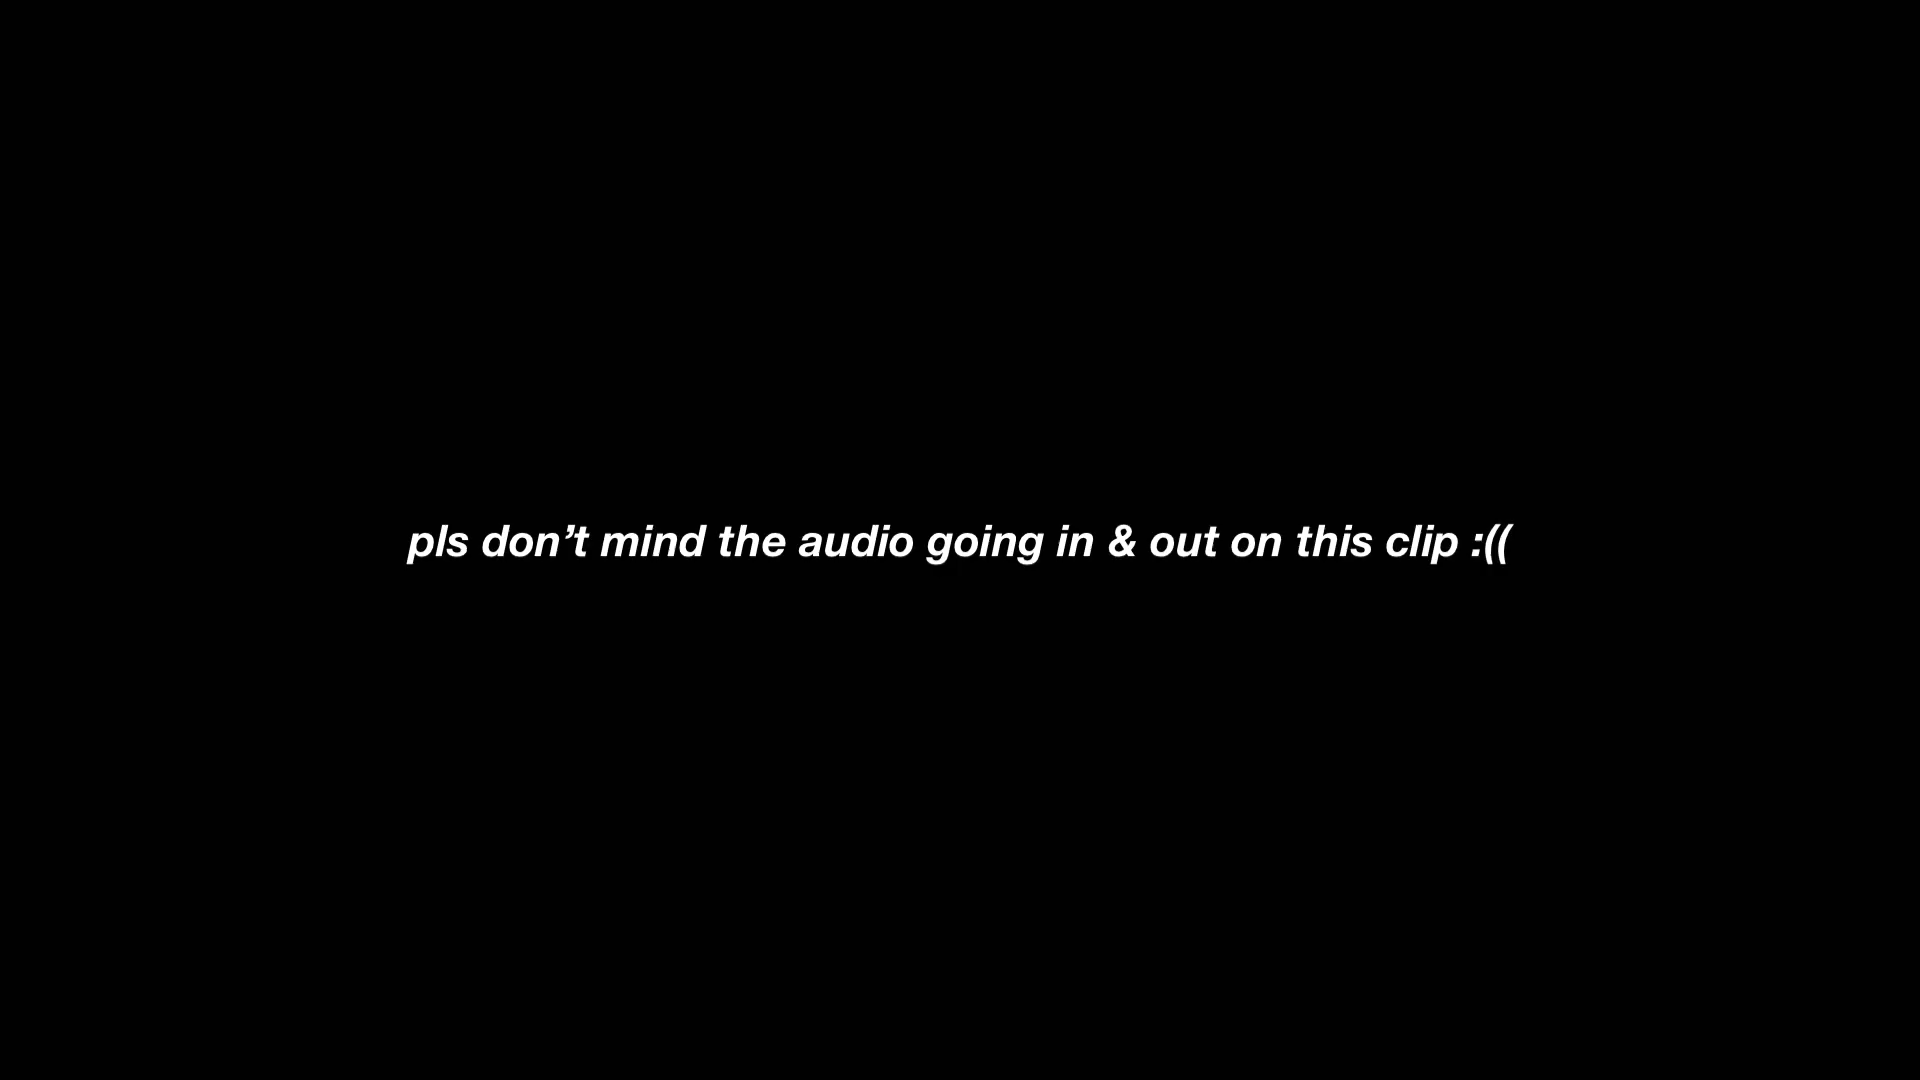 pls don’t mind the audio going in & out on this clip :((